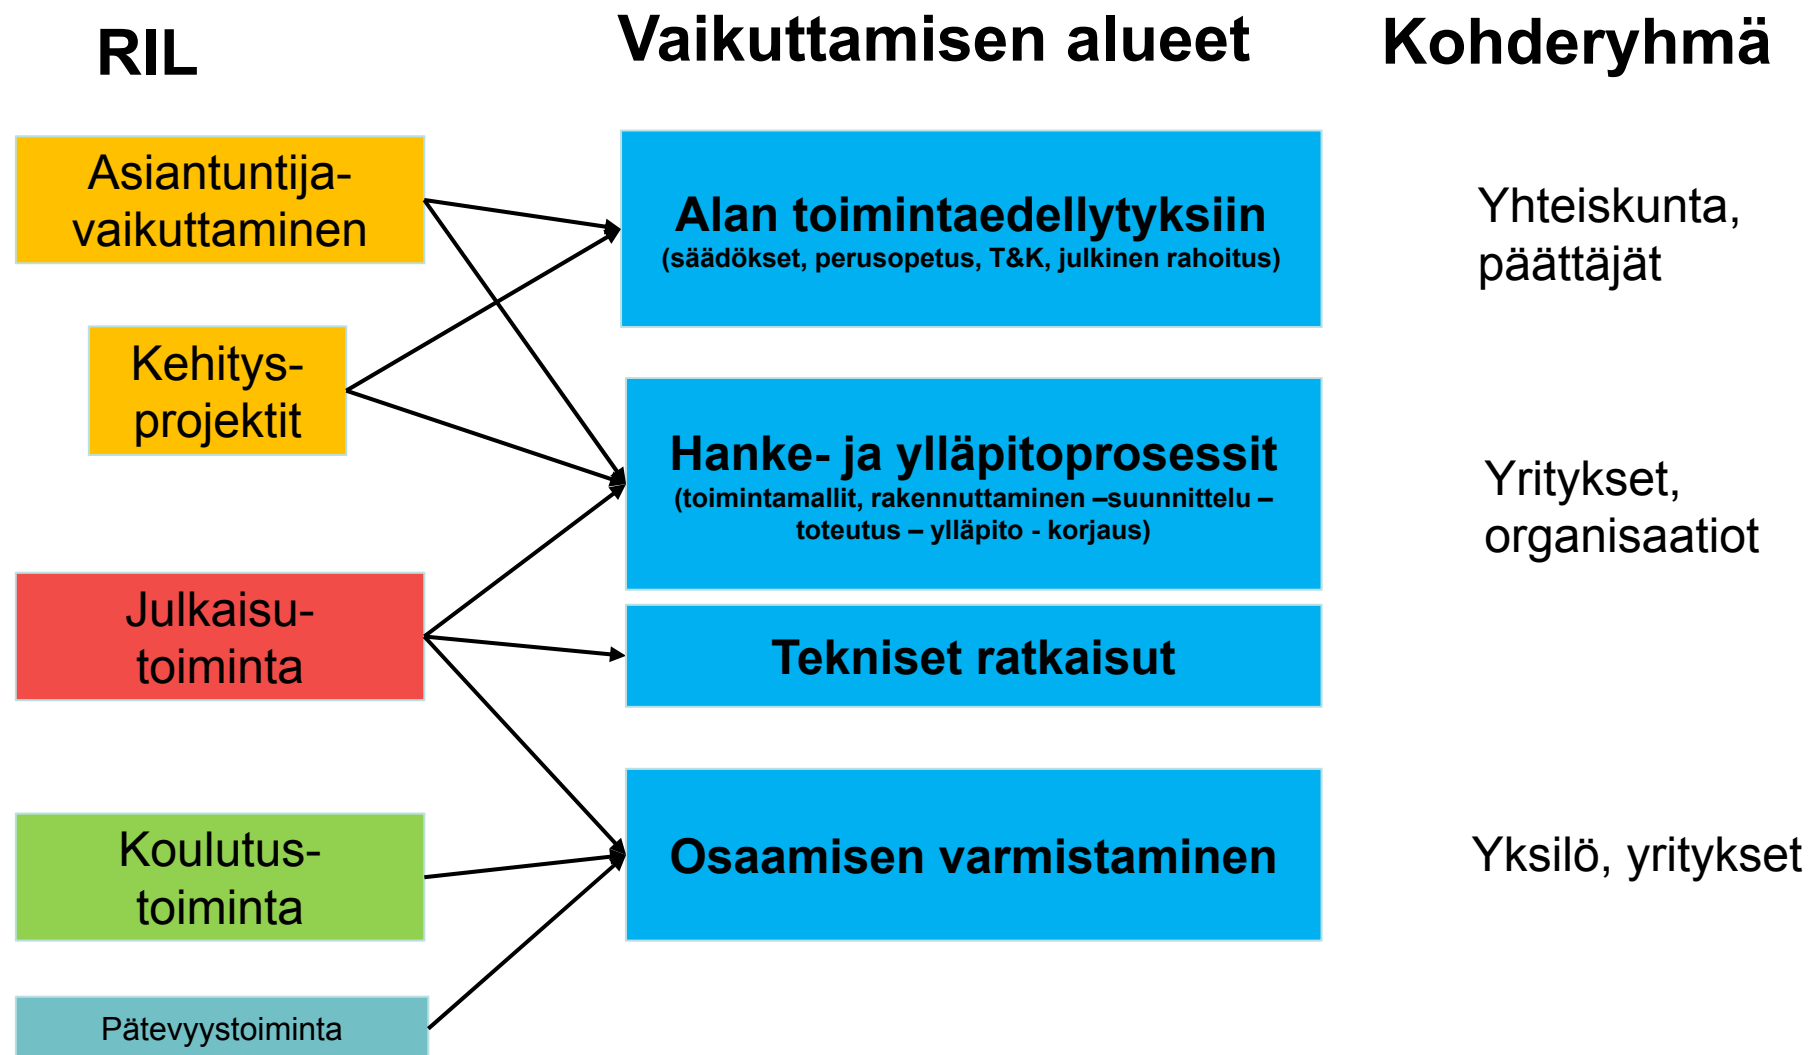 RIL
Vaikuttamisen alueet
Kohderyhmä
Asiantuntija-
vaikuttaminen
Alan toimintaedellytyksiin
(säädökset, perusopetus, T&K, julkinen rahoitus)
Yhteiskunta,
päättäjät
Kehitys-
projektit
Hanke- ja ylläpitoprosessit
(toimintamallit, rakennuttaminen –suunnittelu –
toteutus – ylläpito - korjaus)
Yritykset,
organisaatiot
Julkaisu-
toiminta
Tekniset ratkaisut
Koulutus-
toiminta
Osaamisen varmistaminen
Yksilö, yritykset
Pätevyystoiminta